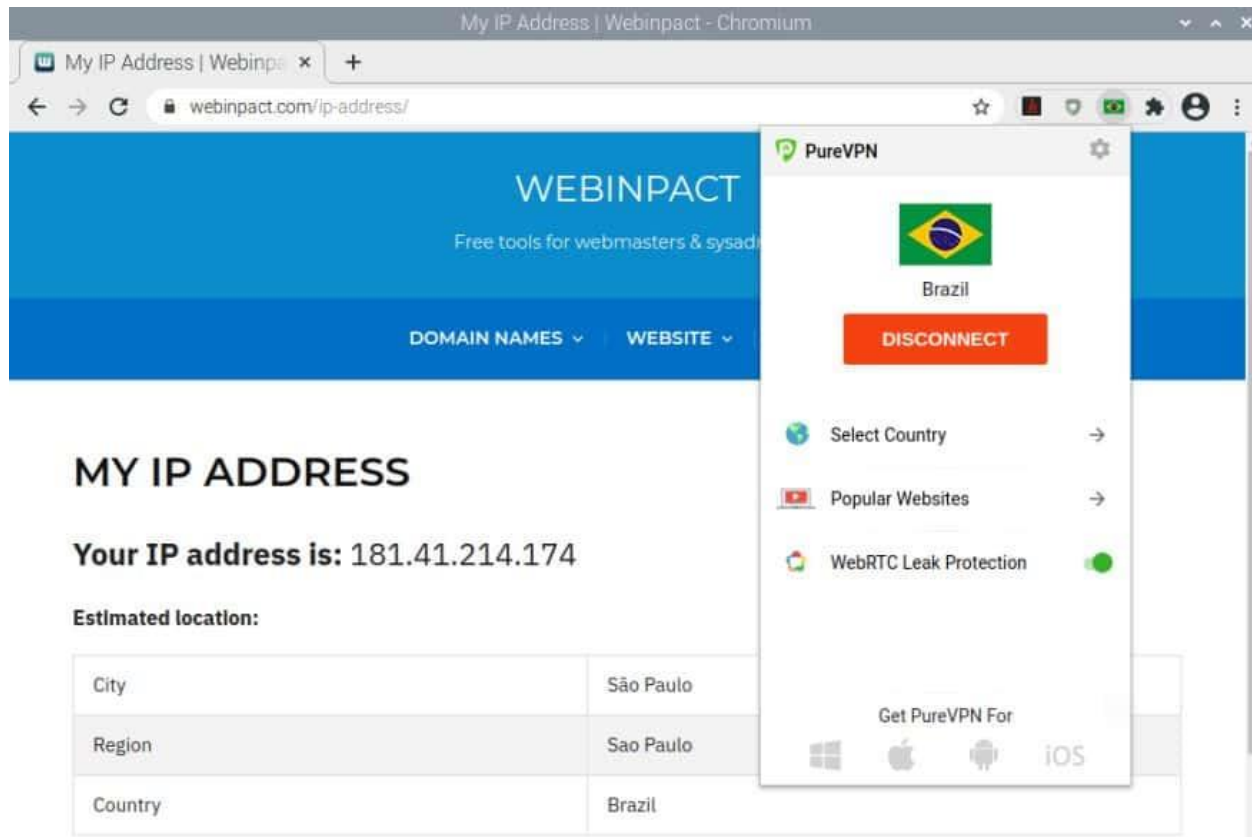 My IP Address | Webinpact - Chromium
My IP Address | Webinpa
webinpact.com/ip-address/
WEBINPACT
Free tools for webmasters & sysad
DOMAIN NAMES
WEBSITE
MY IP ADDRESS
Your IP address is: 181.41.214.174
Estimated location:
City São Paulo
Region Sao Paulo
Country Brazil
PureVPN
Brazil
DISCONNECT
Select Country
Popular Websites
WebRTC Leak Protection
Get PureVPN For
iOS